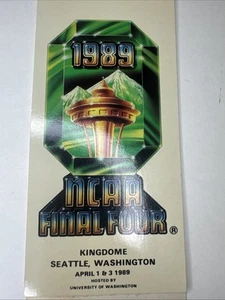 1989
NCAA
FINAL FOUR ®
KINGDOME
SEATTLE, WASHINGTON
APRIL 1 & 3 1989
HOSTED BY
UNIVERSITY OF WASHINGTON